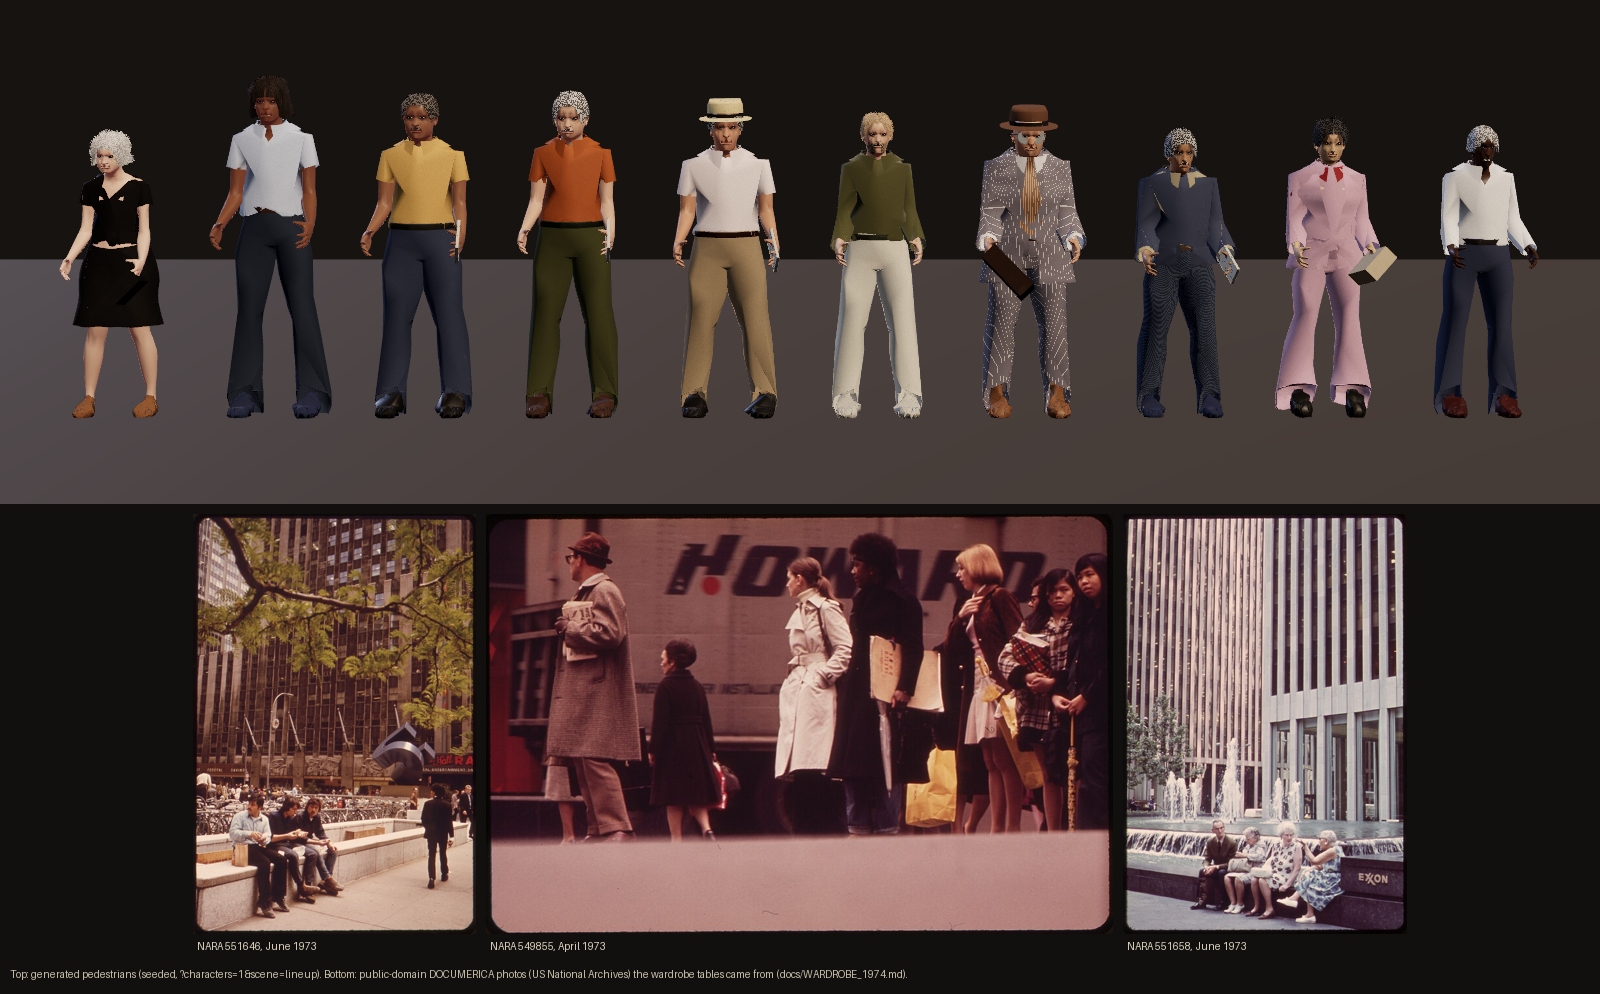 HOWARD
EXXON
NARA 551646, June 1973
NARA 549855, April 1973
NARA 551658, June 1973
Top: generated pedestrians (seeded, ?characters=1&scene=lineup). Bottom: public-domain DOCUMERICA photos (US National Archives) the wardrobe tables came from (docs/WARDROBE_1974.md).